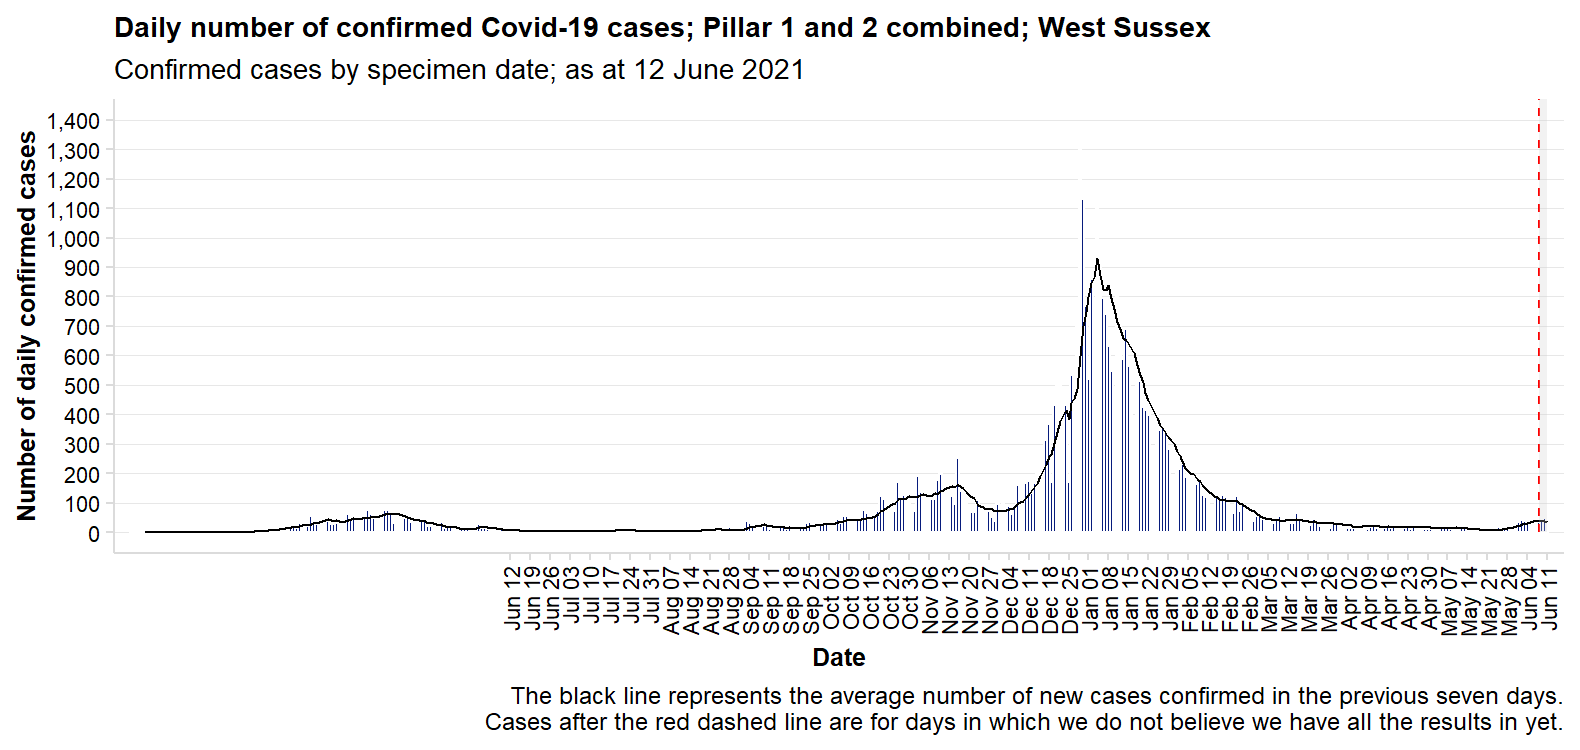 Daily number of confirmed Covid-19 cases; Pillar 1 and 2 combined; West Sussex
Confirmed cases by specimen date; as at 12 June 2021
Number of daily confirmed cases
1,400
1,300
1,200
1,100
1,000
900
800
700
600
500
400
300
200
100
0
Jun 12
Jun 19
Jun 26
Jul 03
Jul 10
Jul 17
Jul 24
Jul 31
Aug 07
Aug 14
Aug 21
Aug 28
Sep 04
Sep 11
Sep 18
Sep 25
Oct 02
Oct 09
Oct 16
Oct 23
Oct 30
Nov 06
Nov 13
Nov 20
Nov 27
Dec 04
Dec 11
Dec 18
Dec 25
Jan 01
Jan 08
Jan 15
Jan 22
Jan 29
Feb 05
Feb 12
Feb 19
Feb 26
Mar 05
Mar 12
Mar 19
Mar 26
Apr 02
Apr 09
Apr 16
Apr 23
Apr 30
May 07
May 14
May 21
May 28
Jun 04
Jun 11
Date
The black line represents the average number of new cases confirmed in the previous seven days.
Cases after the red dashed line are for days in which we do not believe we have all the results in yet.